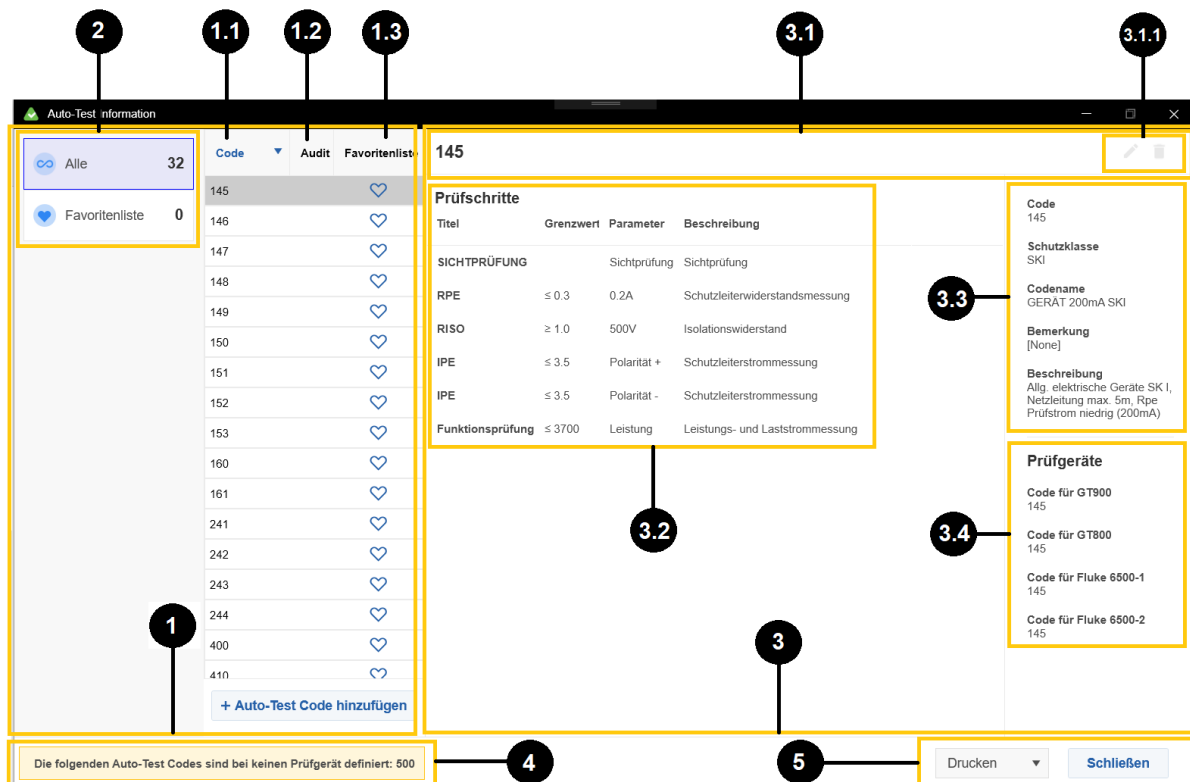 2
1.1
1.2
1.3
3.1
3.1.1
Auto-Test Information
Alle 32
Favoritenliste 0
Code Audit Favoritenliste
145
146
147
148
149
150
151
152
153
160
161
241
242
243
244
400
410
+ Auto-Test Code hinzufügen
145
Prüfschritte
Titel Grenzwert Parameter Beschreibung
SICHTPRÜFUNG Sichtprüfung Sichtprüfung
RPE ≤ 0.3 0.2A Schutzleiterwiderstandsmessung
RISO ≥ 1.0 500V Isolationswiderstand
IPE ≤ 3.5 Polarität + Schutzleiterstrommessung
IPE ≤ 3.5 Polarität - Schutzleiterstrommessung
Funktionsprüfung ≤ 3700 Leistung Leistungs- und Laststrommessung
3.2
3.3
Code
145
Schutzklasse
SKI
Codename
GERÄT 200mA SKI
Bemerkung
[None]
Beschreibung
Allg. elektrische Geräte SK I,
Netzleitung max. 5m, Rpe
Prüfstrom niedrig (200mA)
3.4
Prüfgeräte
Code für GT900
145
Code für GT800
145
Code für Fluke 6500-1
145
Code für Fluke 6500-2
145
1
3
Die folgenden Auto-Test Codes sind bei keinen Prüfgerät definiert: 500
4
5
Drucken
Schließen